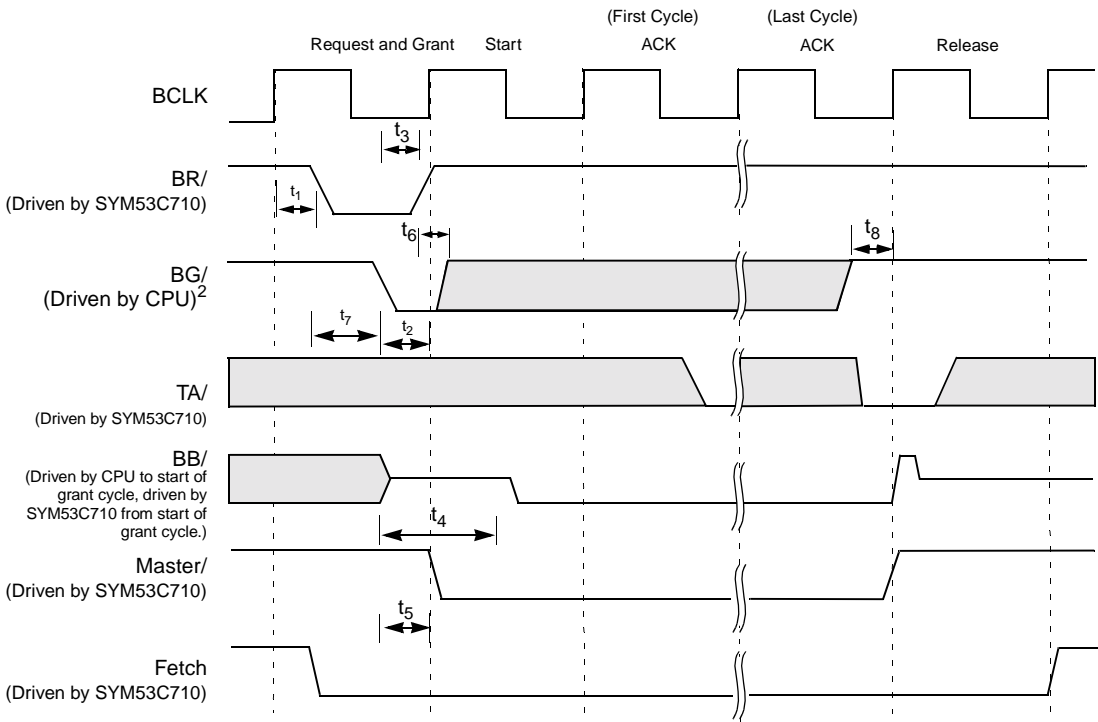 (First Cycle) (Last Cycle)
Request and Grant Start ACK ACK Release
BCLK
t3
BR/
(Driven by SYM53C710)
t1
t6
t8
BG/
(Driven by CPU)2
t7
t2
TA/
(Driven by SYM53C710)
BB/
(Driven by CPU to start of
grant cycle, driven by
SYM53C710 from start of
grant cycle.)
t4
Master/
(Driven by SYM53C710)
t5
Fetch
(Driven by SYM53C710)